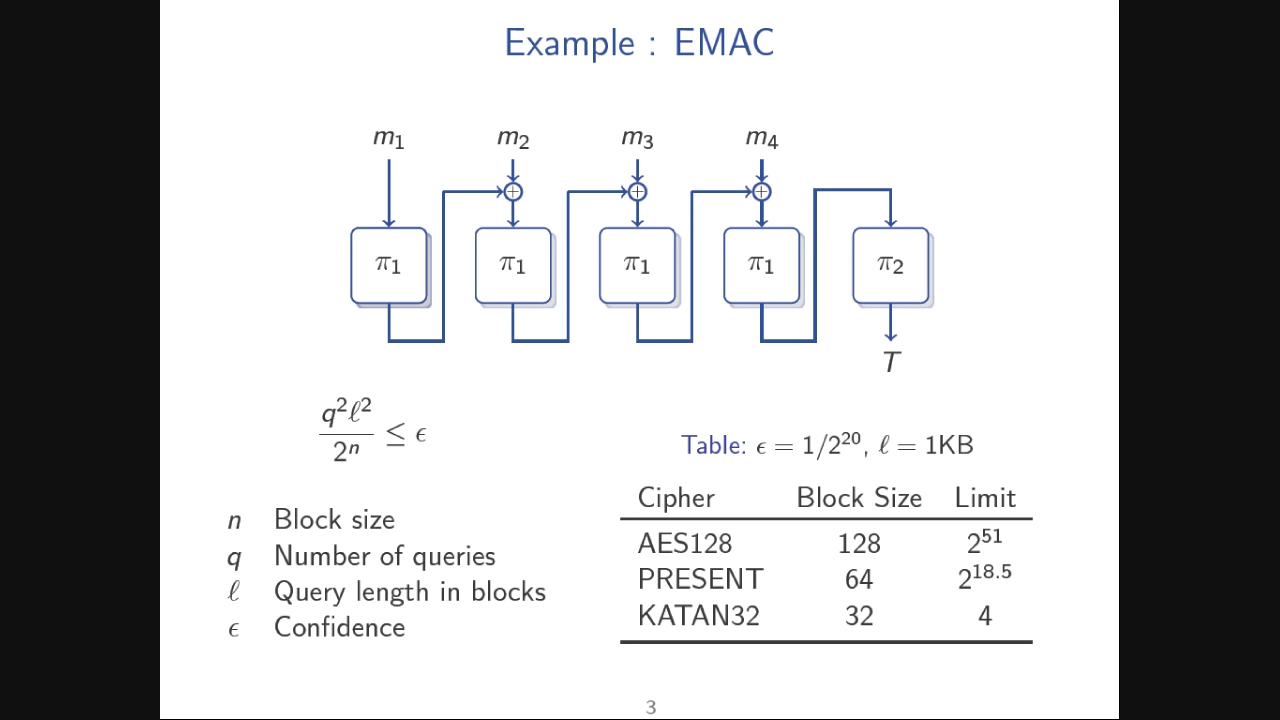 Example : EMAC
m₁ m₂ m₃ m₄
⊕ ⊕ ⊕
π₁ π₁ π₁ π₁ π₂
T
q²ℓ²/2ⁿ ≤ ϵ
n Block size
q Number of queries
ℓ Query length in blocks
ϵ Confidence
Table: ϵ = 1/2²⁰, ℓ = 1KB
Cipher Block Size Limit
AES128 128 2⁵¹
PRESENT 64 2¹⁸·⁵
KATAN32 32 4
3